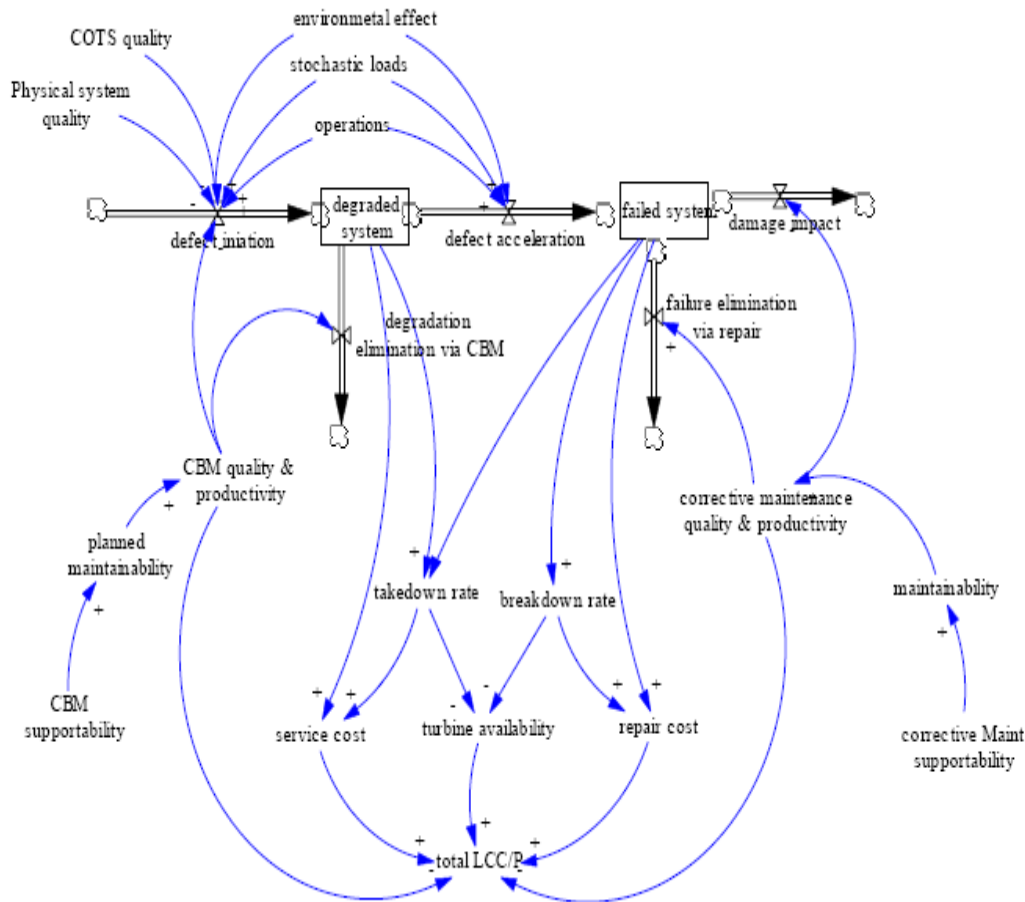 environmetal effect
COTS quality
stochastic loads
Physical system
quality
operations
degraded
system
failed system
defect iniation
defect acceleration
damage impact
degradation
elimination via CBM
failure elimination
via repair
CBM quality &
productivity
corrective maintenance
quality & productivity
planned
maintainability
takedown rate
breakdown rate
maintainability
CBM
supportability
service cost
turbine availability
repair cost
corrective Maint
supportability
total LCC/P